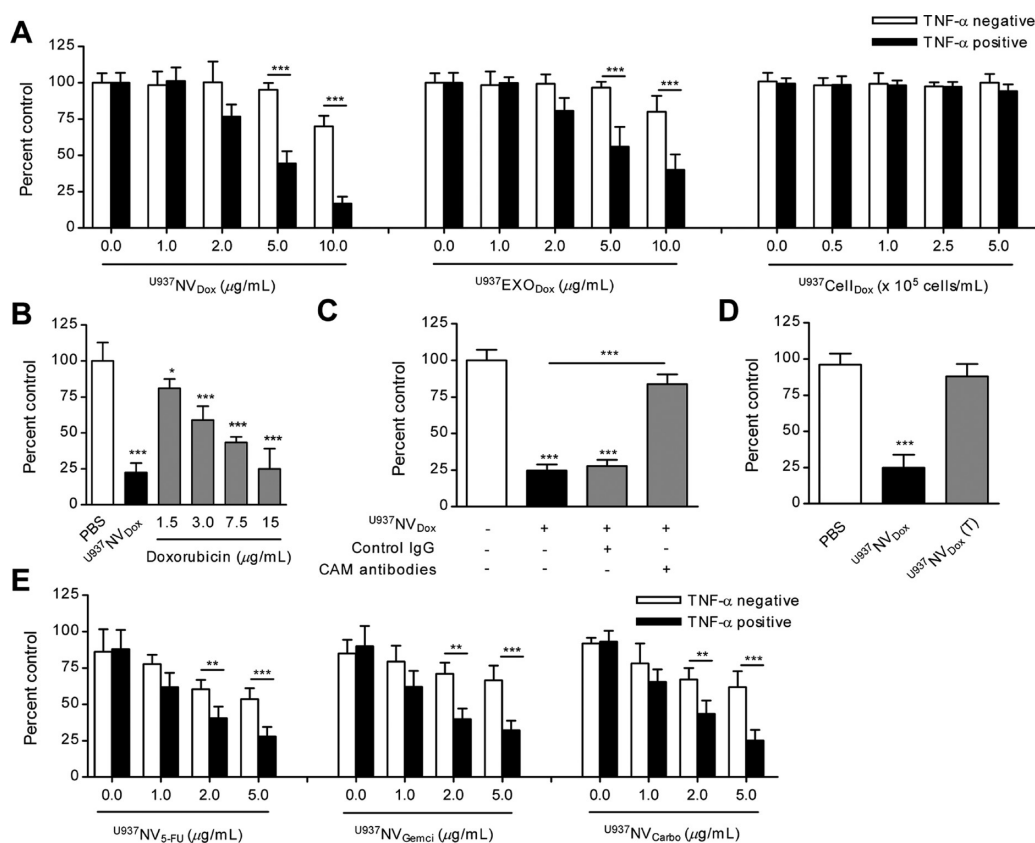 A
TNF-α negative
TNF-α positive
Percent control
125
100
75
50
25
0
*** ***
*** ***
0.0 1.0 2.0 5.0 10.0
0.0 1.0 2.0 5.0 10.0
0.0 0.5 1.0 2.5 5.0
U937NVDox (μg/mL)
U937EXODox (μg/mL)
U937CellDox (x 10⁵ cells/mL)
B
Percent control
125
100
75
50
25
0
*** * *** *** ***
PBS
U937NVDox
1.5 3.0 7.5 15
Doxorubicin (μg/mL)
C
Percent control
125
100
75
50
25
0
***
*** ***
U937NVDox - + + +
Control IgG - - + -
CAM antibodies - - - +
D
Percent control
125
100
75
50
25
0
***
PBS
U937NVDox
U937NVDox (T)
E
TNF-α negative
TNF-α positive
Percent control
125
100
75
50
25
0
** ***
** ***
** ***
0.0 1.0 2.0 5.0
0.0 1.0 2.0 5.0
0.0 1.0 2.0 5.0
U937NV5-FU (μg/mL)
U937NVGemci (μg/mL)
U937NVCarbo (μg/mL)